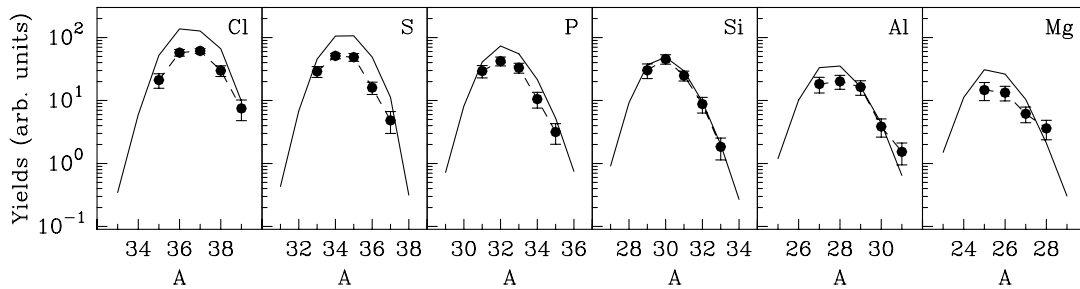 Cl S P Si Al Mg
Yields (arb. units)
10²
10¹
10⁰
10⁻¹
34 36 38 32 34 36 38 30 32 34 36 28 30 32 34 26 28 30 24 26 28
A A A A A A